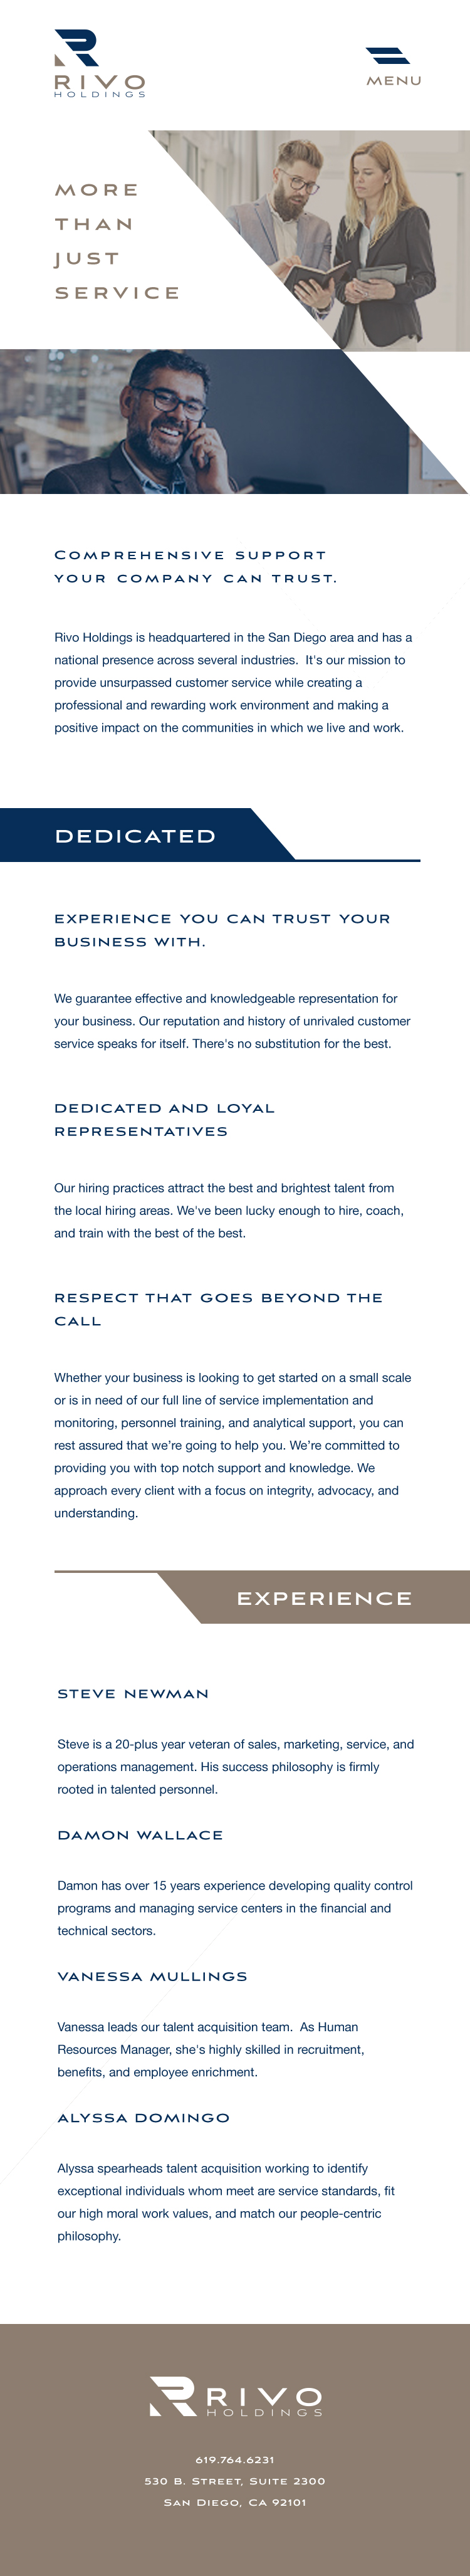 RIVO
HOLDINGS
MENU
MORE
THAN
JUST
SERVICE
COMPREHENSIVE SUPPORT
YOUR COMPANY CAN TRUST.
Rivo Holdings is headquartered in the San Diego area and has a
national presence across several industries.  It's our mission to
provide unsurpassed customer service while creating a
professional and rewarding work environment and making a
positive impact on the communities in which we live and work.
DEDICATED
EXPERIENCE YOU CAN TRUST YOUR
BUSINESS WITH.
We guarantee effective and knowledgeable representation for
your business. Our reputation and history of unrivaled customer
service speaks for itself. There's no substitution for the best.
DEDICATED AND LOYAL
REPRESENTATIVES
Our hiring practices attract the best and brightest talent from
the local hiring areas. We've been lucky enough to hire, coach,
and train with the best of the best.
RESPECT THAT GOES BEYOND THE
CALL
Whether your business is looking to get started on a small scale
or is in need of our full line of service implementation and
monitoring, personnel training, and analytical support, you can
rest assured that we’re going to help you. We’re committed to
providing you with top notch support and knowledge. We
approach every client with a focus on integrity, advocacy, and
understanding.
EXPERIENCE
STEVE NEWMAN
Steve is a 20-plus year veteran of sales, marketing, service, and
operations management. His success philosophy is firmly
rooted in talented personnel.
DAMON WALLACE
Damon has over 15 years experience developing quality control
programs and managing service centers in the financial and
technical sectors.
VANESSA MULLINGS
Vanessa leads our talent acquisition team.  As Human
Resources Manager, she's highly skilled in recruitment,
benefits, and employee enrichment.
ALYSSA DOMINGO
Alyssa spearheads talent acquisition working to identify
exceptional individuals whom meet are service standards, fit
our high moral work values, and match our people-centric
philosophy.
RIVO
HOLDINGS
619.764.6231
530 B. STREET, SUITE 2300
SAN DIEGO, CA 92101